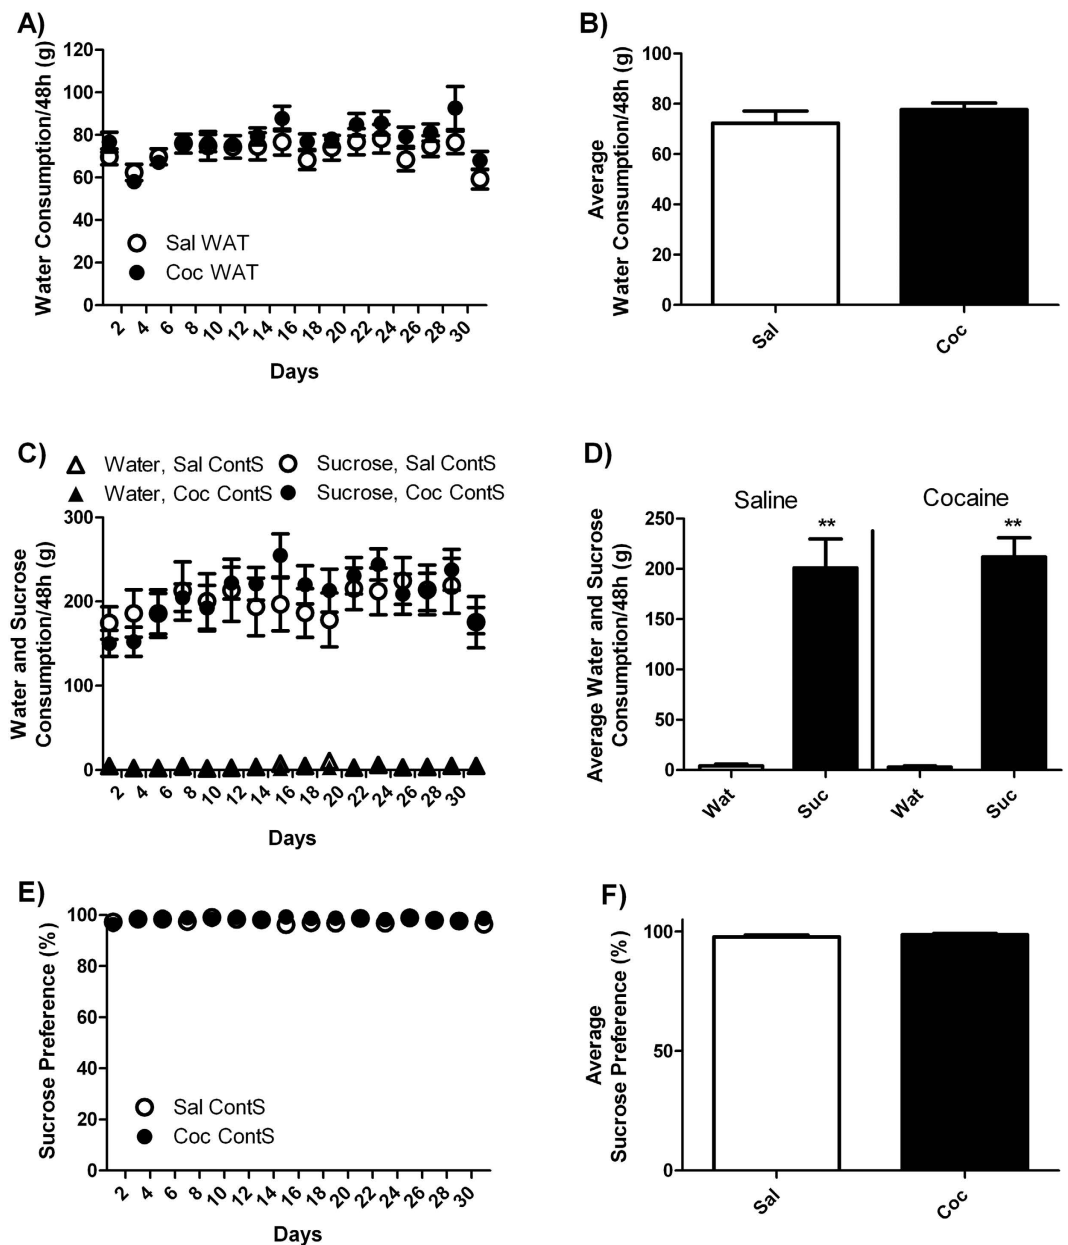 A)
Water Consumption/48h (g)
120
100
80
60
40
20
0
Sal WAT
Coc WAT
2 4 6 8 10 12 14 16 18 20 22 24 26 28 30
Days
B)
Average
Water Consumption/48h (g)
100
80
60
40
20
0
Sal Coc
C)
Water, Sal ContS Sucrose, Sal ContS
Water, Coc ContS Sucrose, Coc ContS
Water and Sucrose
Consumption/48h (g)
300
200
100
0
2 4 6 8 10 12 14 16 18 20 22 24 26 28 30
Days
D)
Saline Cocaine
Average Water and Sucrose
Consumption/48h (g)
250
200
150
100
50
0
** **
Wat Suc Wat Suc
E)
Sucrose Preference (%)
100
80
60
40
20
0
Sal ContS
Coc ContS
2 4 6 8 10 12 14 16 18 20 22 24 26 28 30
Days
F)
Average
Sucrose Preference (%)
100
50
0
Sal Coc